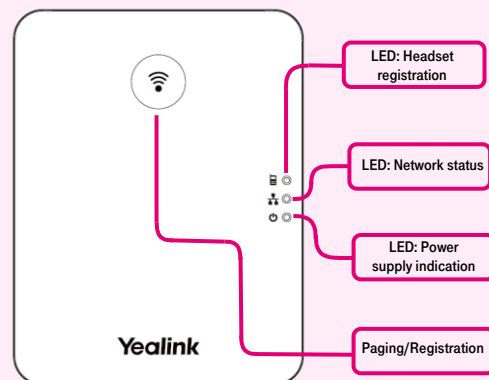 LED: Headset
registration
LED: Network status
LED: Power
supply indication
Yealink
Paging/Registration